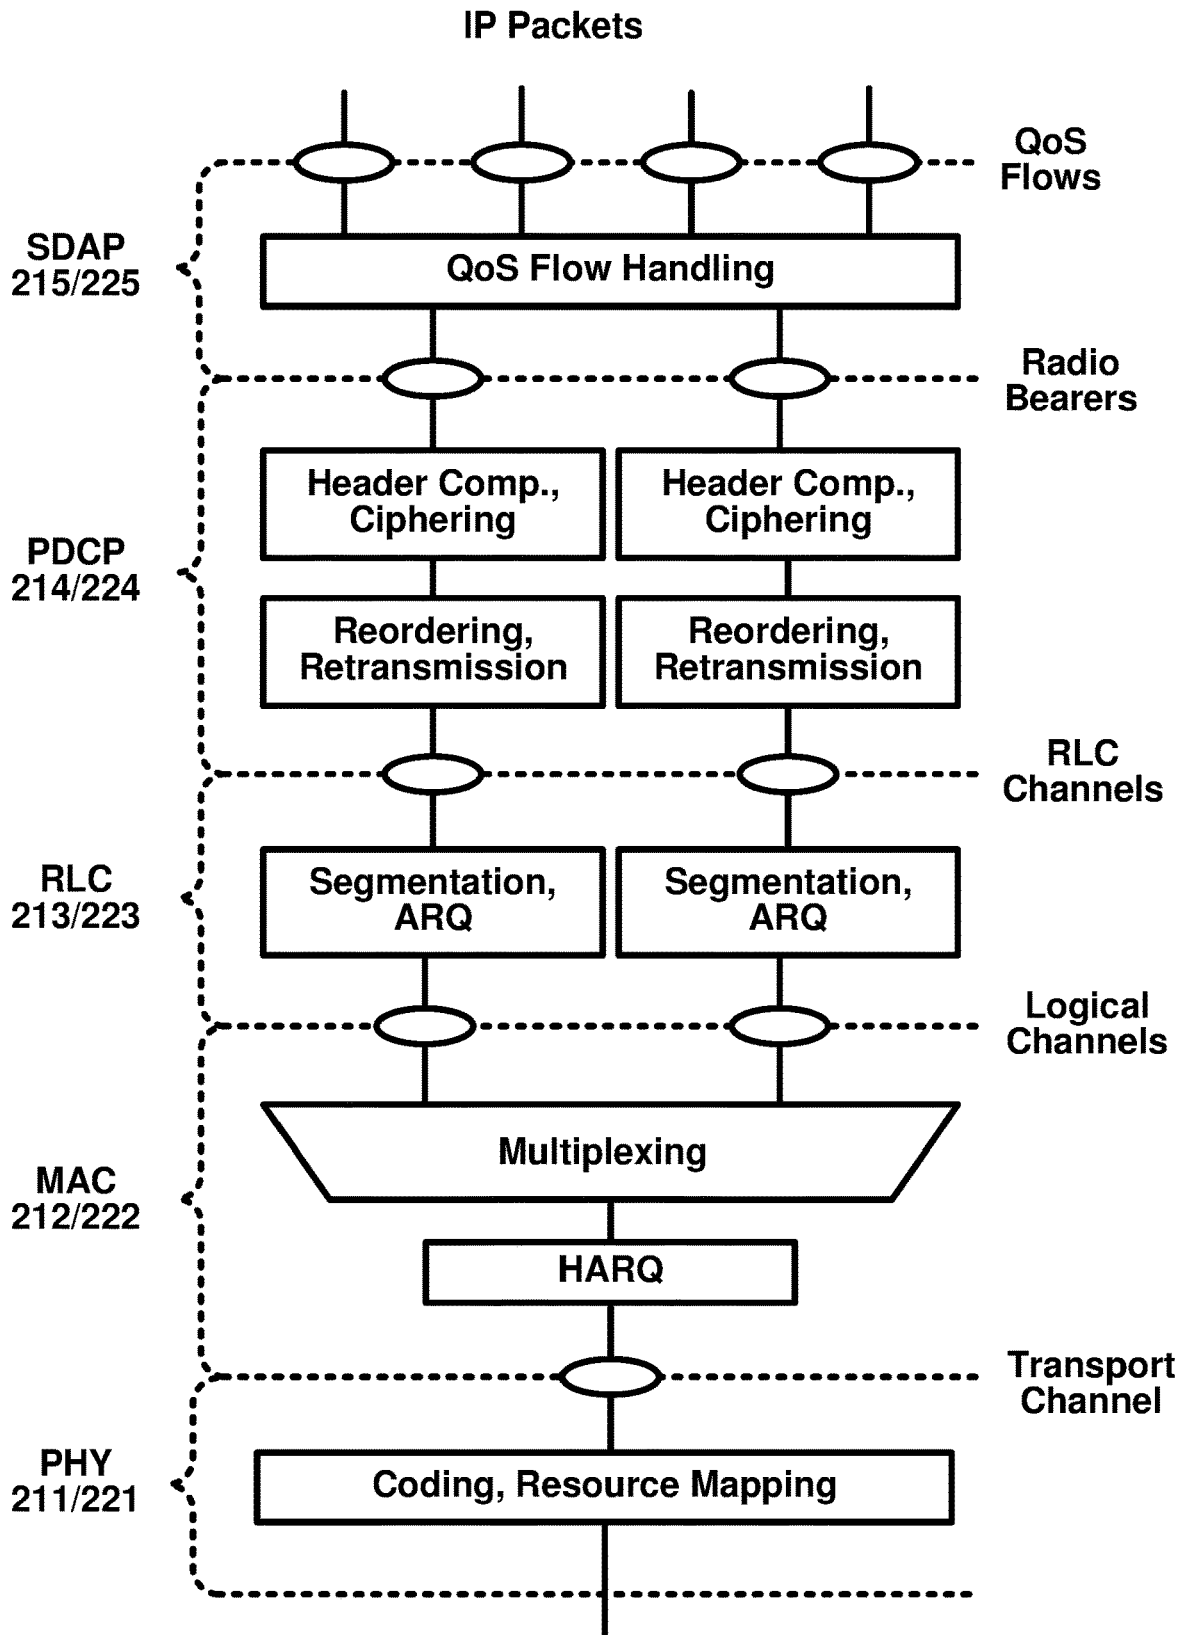 IP Packets
QoS
Flows
SDAP
215/225
QoS Flow Handling
Radio
Bearers
Header Comp.,
Ciphering
Header Comp.,
Ciphering
PDCP
214/224
Reordering,
Retransmission
Reordering,
Retransmission
RLC
Channels
RLC
213/223
Segmentation,
ARQ
Segmentation,
ARQ
Logical
Channels
Multiplexing
MAC
212/222
HARQ
Transport
Channel
PHY
211/221
Coding, Resource Mapping